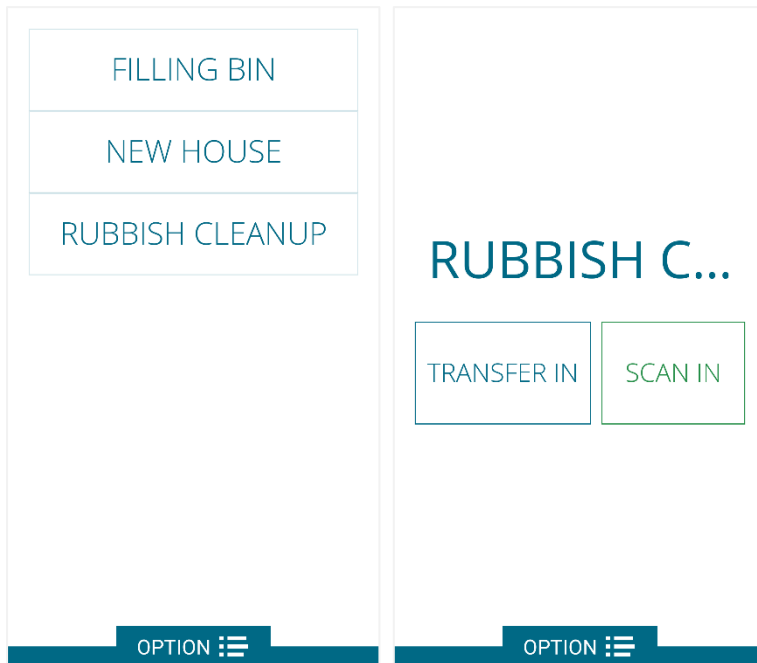 FILLING BIN
NEW HOUSE
RUBBISH CLEANUP
OPTION
RUBBISH C...
TRANSFER IN
SCAN IN
OPTION